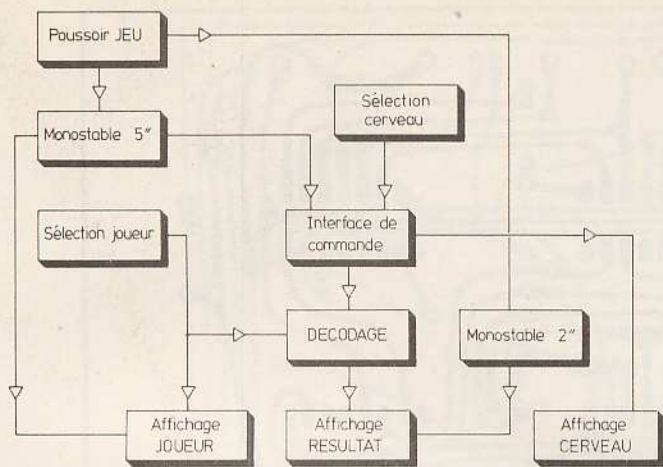 Poussoir JEU
Monostable 5"
Sélection
cerveau
Sélection joueur
Interface de
commande
DECODAGE
Monostable 2"
Affichage
JOUEUR
Affichage
RESULTAT
Affichage
CERVEAU